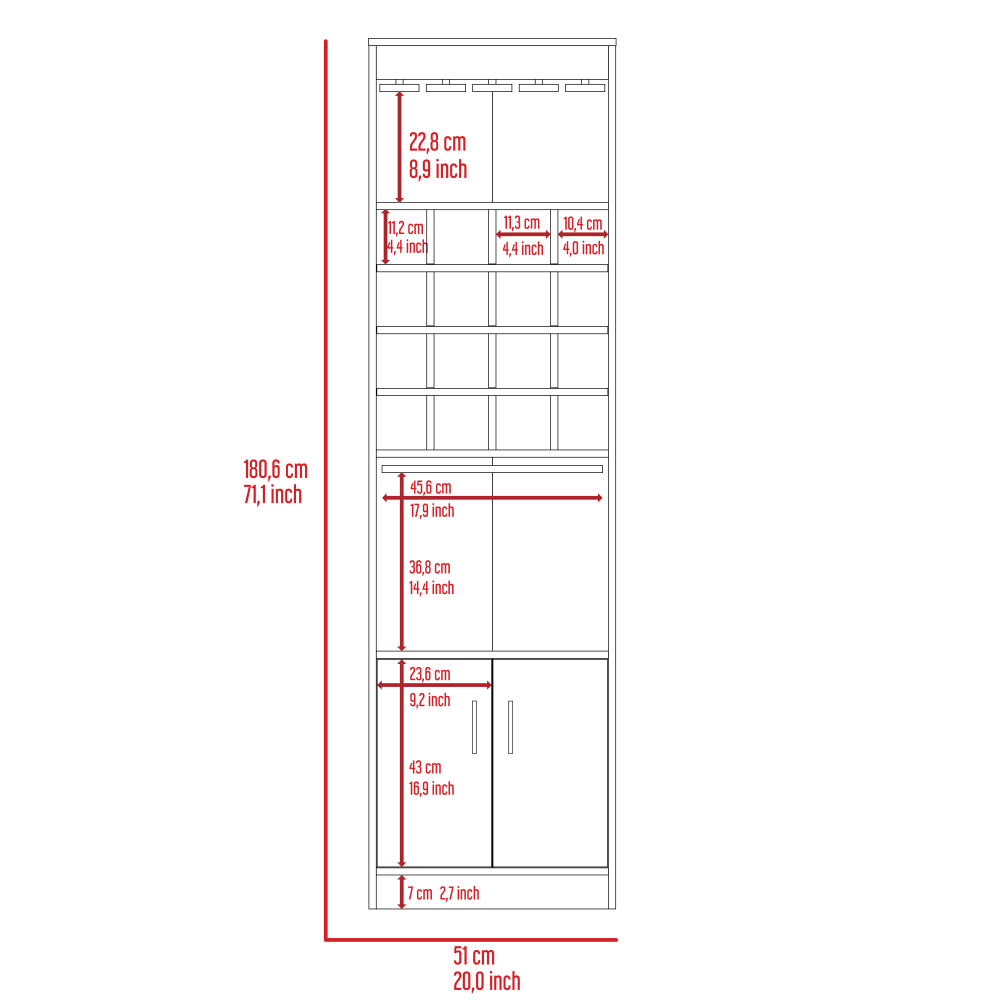 22,8 cm
8,9 inch
11,2 cm
4,4 inch
11,3 cm
4,4 inch
10,4 cm
4,0 inch
180,6 cm
71,1 inch
45,6 cm
17,9 inch
36,8 cm
14,4 inch
23,6 cm
9,2 inch
43 cm
16,9 inch
7 cm 2,7 inch
51 cm
20,0 inch